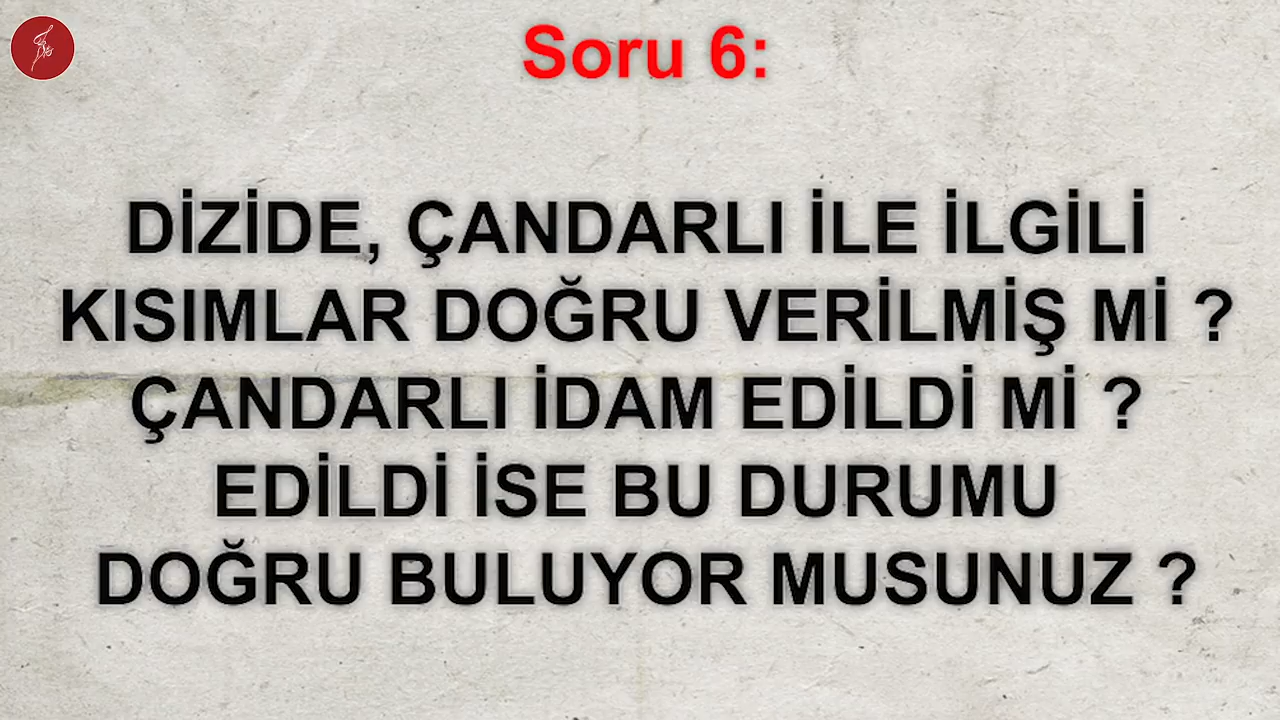 Soru 6:
DİZİDE, ÇANDARLI İLE İLGİLİ
KISIMLAR DOĞRU VERİLMİŞ Mİ ?
ÇANDARLI İDAM EDİLDİ Mİ ?
EDİLDİ İSE BU DURUMU
DOĞRU BULUYOR MUSUNUZ ?